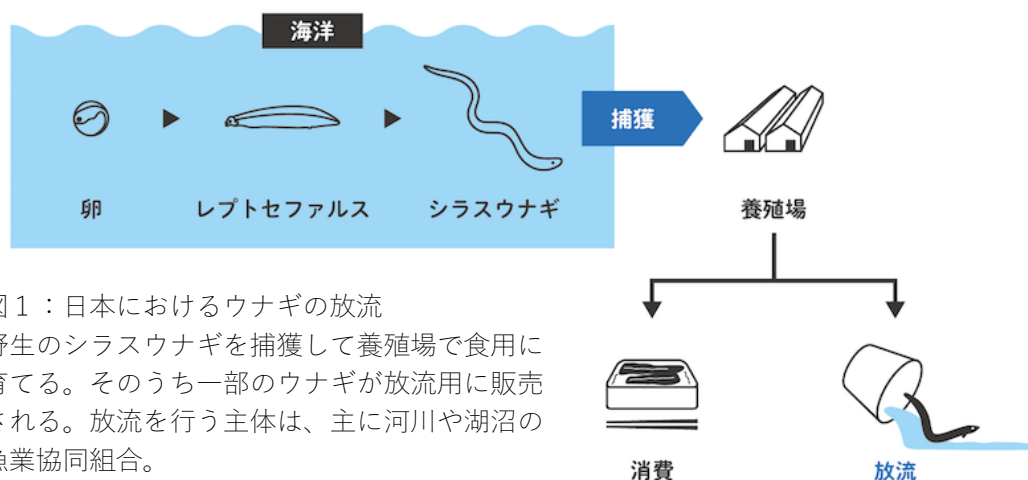 海洋
卵
レプトセファルス
シラスウナギ
捕獲
養殖場
図１：日本におけるウナギの放流
野生のシラスウナギを捕獲して養殖場で食用に
育てる。そのうち一部のウナギが放流用に販売
される。放流を行う主体は、主に河川や湖沼の
漁業協同組合。
消費
放流